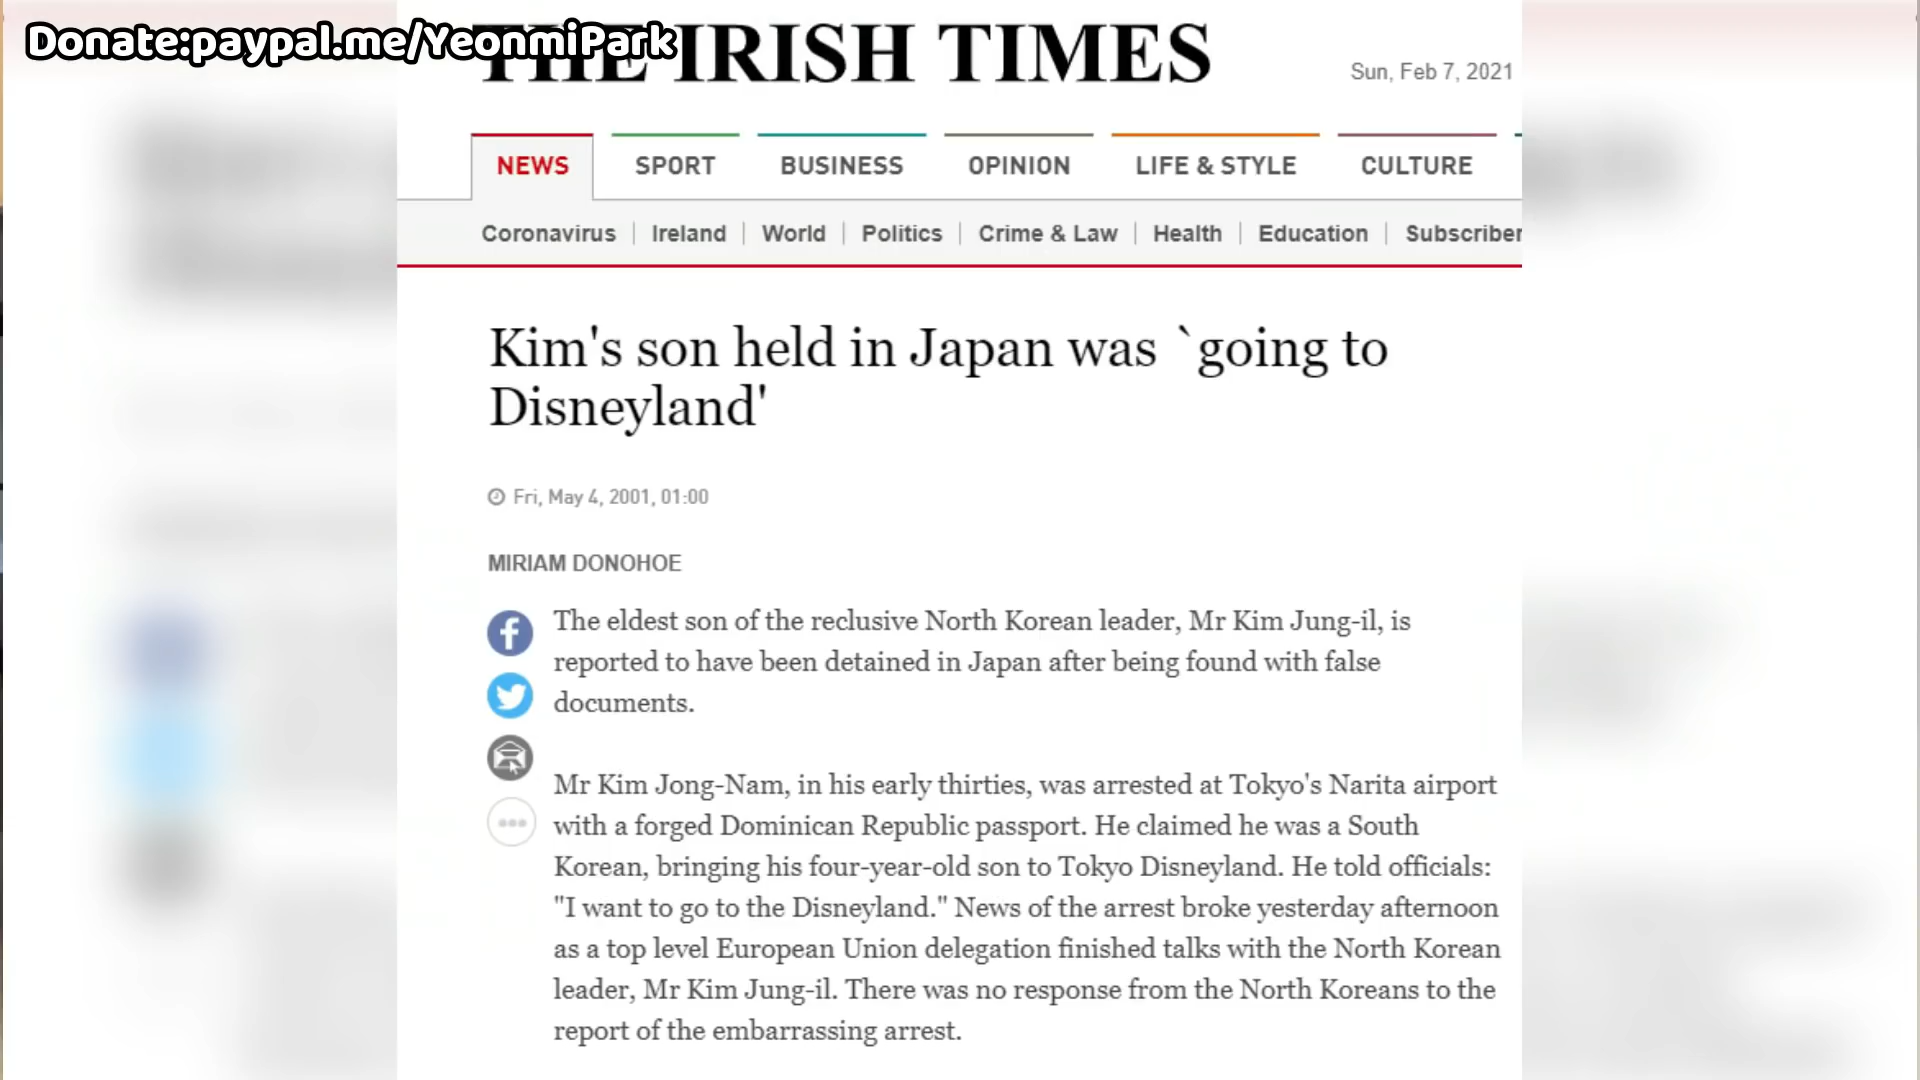 Donate:paypal.me/YeonmiPark
THE IRISH TIMES
Sun, Feb 7, 2021
NEWS SPORT BUSINESS OPINION LIFE & STYLE CULTURE
Coronavirus Ireland World Politics Crime & Law Health Education Subscriber
Kim's son held in Japan was `going to
Disneyland'
Fri, May 4, 2001, 01:00
MIRIAM DONOHOE
The eldest son of the reclusive North Korean leader, Mr Kim Jung-il, is
reported to have been detained in Japan after being found with false
documents.
Mr Kim Jong-Nam, in his early thirties, was arrested at Tokyo's Narita airport
with a forged Dominican Republic passport. He claimed he was a South
Korean, bringing his four-year-old son to Tokyo Disneyland. He told officials:
"I want to go to the Disneyland." News of the arrest broke yesterday afternoon
as a top level European Union delegation finished talks with the North Korean
leader, Mr Kim Jung-il. There was no response from the North Koreans to the
report of the embarrassing arrest.